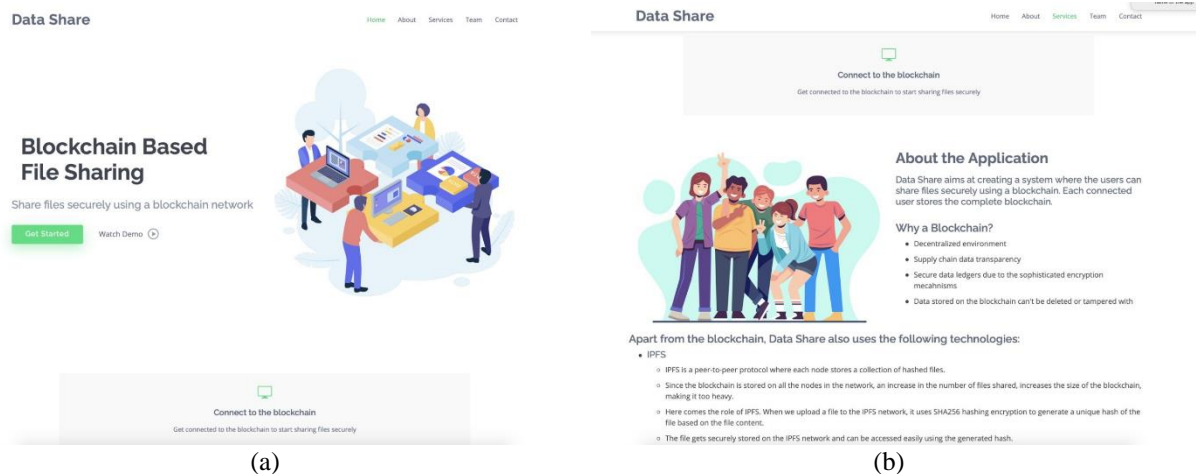 Data Share
Home About Services Team Contact
Blockchain Based
File Sharing
Share files securely using a blockchain network
Get Started Watch Demo
Connect to the blockchain
Get connected to the blockchain to start sharing files securely
(a)
Data Share
Home About Services Team Contact
Connect to the blockchain
Get connected to the blockchain to start sharing files securely
About the Application
Data Share aims at creating a system where the users can
share files securely using a blockchain. Each connected
user stores the complete blockchain.
Why a Blockchain?
Decentralized environment
Supply chain data transparency
Secure data ledgers due to the sophisticated encryption
mecahnisms
Data stored on the blockchain can't be deleted or tampered with
Apart from the blockchain, Data Share also uses the following technologies:
IPFS
IPFS is a peer-to-peer protocol where each node stores a collection of hashed files.
Since the blockchain is stored on all the nodes in the network, an increase in the number of files shared, increases the size of the blockchain,
making it too heavy.
Here comes the role of IPFS. When we upload a file to the IPFS network, it uses SHA256 hashing encryption to generate a unique hash of the
file based on the file content.
The file gets securely stored on the IPFS network and can be accessed easily using the generated hash.
(b)